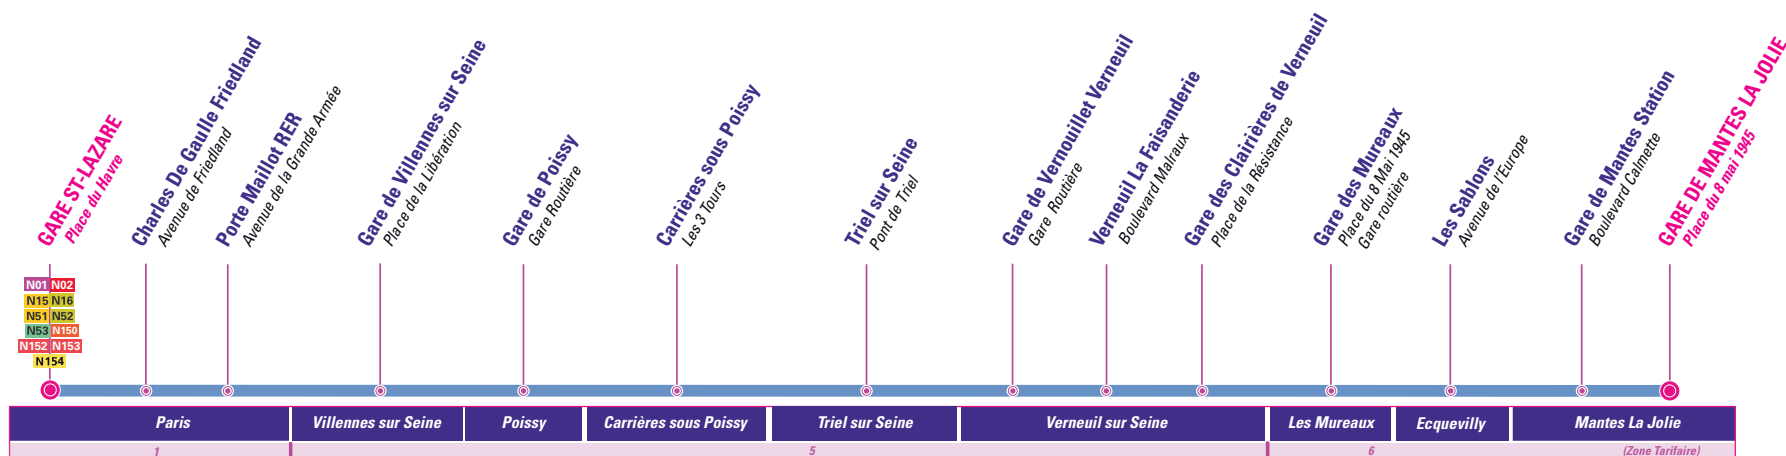 GARE ST-LAZARE
Place du Havre
Charles De Gaulle Friedland
Avenue de Friedland
Porte Maillot RER
Avenue de la Grande Armée
Gare de Villennes sur Seine
Place de la Libération
Gare de Poissy
Gare Routière
Carrières sous Poissy
Les 3 Tours
Triel sur Seine
Pont de Triel
Gare de Vernouillet Verneuil
Gare Routière
Verneuil La Faisanderie
Boulevard Malraux
Gare des Clairières de Verneuil
Place de la Résistance
Gare des Mureaux
Place du 8 Mai 1945
Gare routière
Les Sablons
Avenue de l'Europe
Gare de Mantes Station
Boulevard Calmette
GARE DE MANTES LA JOLIE
Place du 8 mai 1945
N01 N02
N15 N16
N51 N52
N53 N150
N152 N153
N154
Paris Villennes sur Seine Poissy Carrières sous Poissy Triel sur Seine Verneuil sur Seine Les Mureaux Ecquevilly Mantes La Jolie
1 5 6 (Zone Tarifaire)